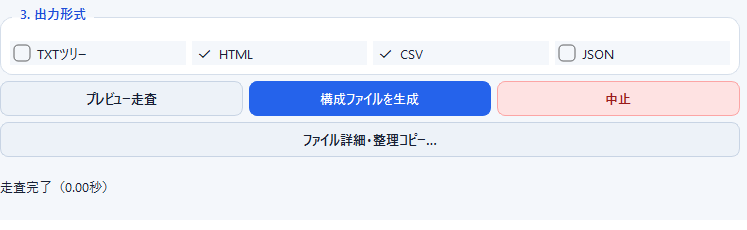 3. 出力形式
TXTツリー HTML CSV JSON
プレビュー走査 構成ファイルを生成 中止
ファイル詳細・整理コピー...
走査完了（0.00秒）